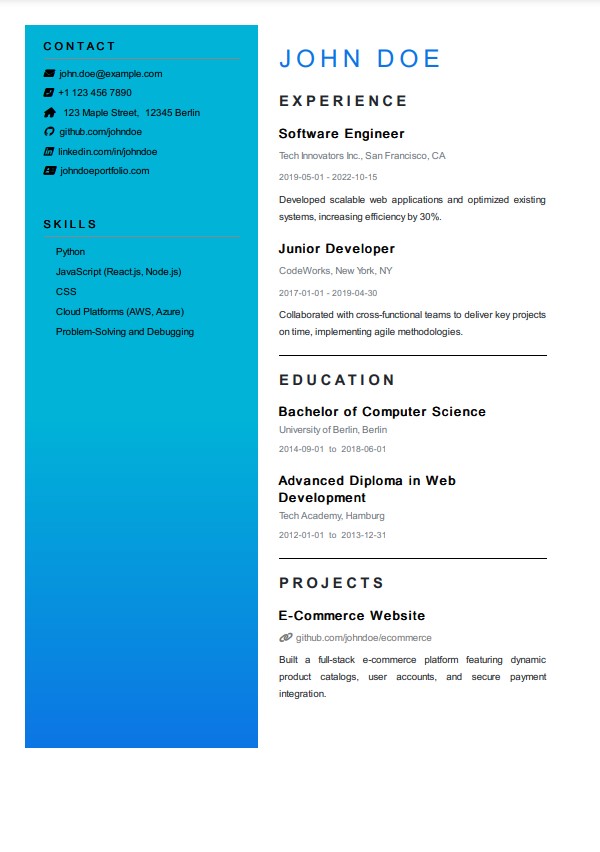 CONTACT
john.doe@example.com
+1 123 456 7890
123 Maple Street, 12345 Berlin
github.com/johndoe
linkedin.com/in/johndoe
johndoeportfolio.com
SKILLS
Python
JavaScript (React.js, Node.js)
CSS
Cloud Platforms (AWS, Azure)
Problem-Solving and Debugging
JOHN DOE
EXPERIENCE
Software Engineer
Tech Innovators Inc., San Francisco, CA
2019-05-01 - 2022-10-15
Developed scalable web applications and optimized existing
systems, increasing efficiency by 30%.
Junior Developer
CodeWorks, New York, NY
2017-01-01 - 2019-04-30
Collaborated with cross-functional teams to deliver key projects
on time, implementing agile methodologies.
EDUCATION
Bachelor of Computer Science
University of Berlin, Berlin
2014-09-01 to 2018-06-01
Advanced Diploma in Web
Development
Tech Academy, Hamburg
2012-01-01 to 2013-12-31
PROJECTS
E-Commerce Website
github.com/johndoe/ecommerce
Built a full-stack e-commerce platform featuring dynamic
product catalogs, user accounts, and secure payment
integration.